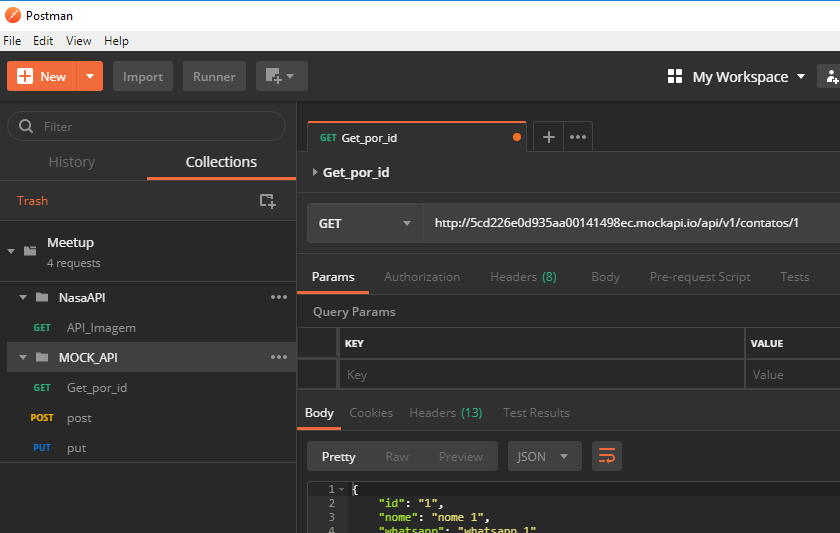 Postman
File Edit View Help
New Import Runner My Workspace
Filter
History Collections
Trash
Meetup
4 requests
NasaAPI
GET API_Imagem
MOCK_API
GET Get_por_id
POST post
PUT put
GET Get_por_id
Get_por_id
GET http://5cd226e0d935aa00141498ec.mockapi.io/api/v1/contatos/1
Params Authorization Headers (8) Body Pre-request Script Tests
Query Params
KEY VALUE
Key Value
Body Cookies Headers (13) Test Results
Pretty Raw Preview JSON
1 {
2 "id": "1",
3 "nome": "nome 1",
4 "whatsapp": "whatsapp 1"